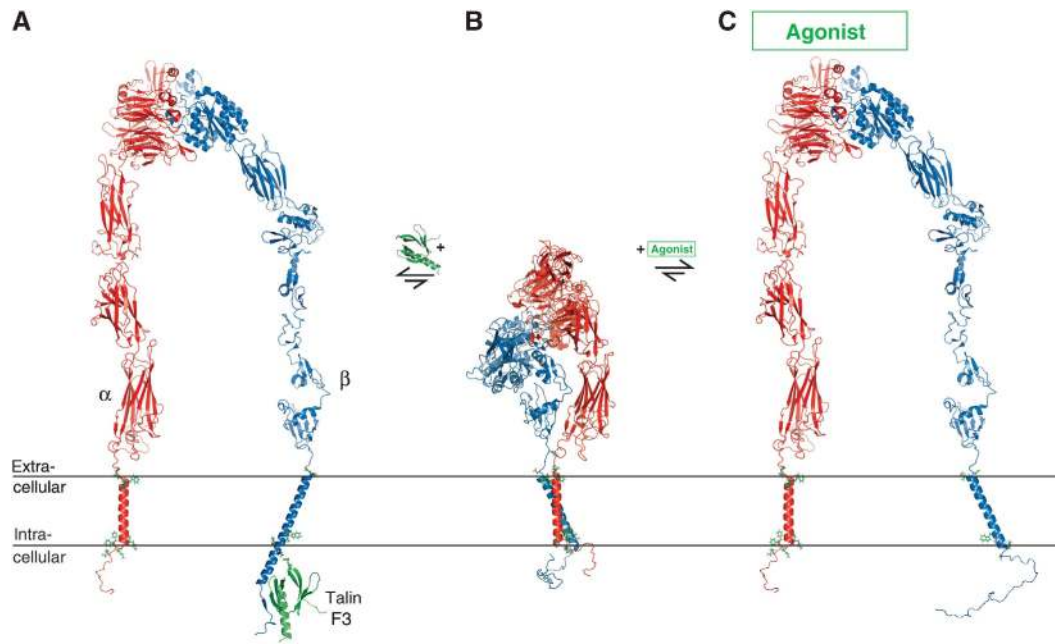 A
B
C
Agonist
+
+ Agonist
α
β
Extra-
cellular
Intra-
cellular
Talin
F3